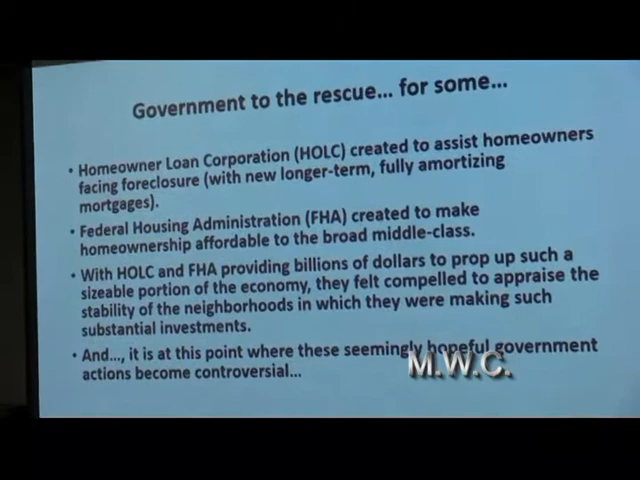 Government to the rescue... for some...
• Homeowner Loan Corporation (HOLC) created to assist homeowners
facing foreclosure (with new longer-term, fully amortizing
mortgages).
• Federal Housing Administration (FHA) created to make
homeownership affordable to the broad middle-class.
• With HOLC and FHA providing billions of dollars to prop up such a
sizeable portion of the economy, they felt compelled to appraise the
stability of the neighborhoods in which they were making such
substantial investments.
• And..., it is at this point where these seemingly hopeful government
actions become controversial...
M.W.C.